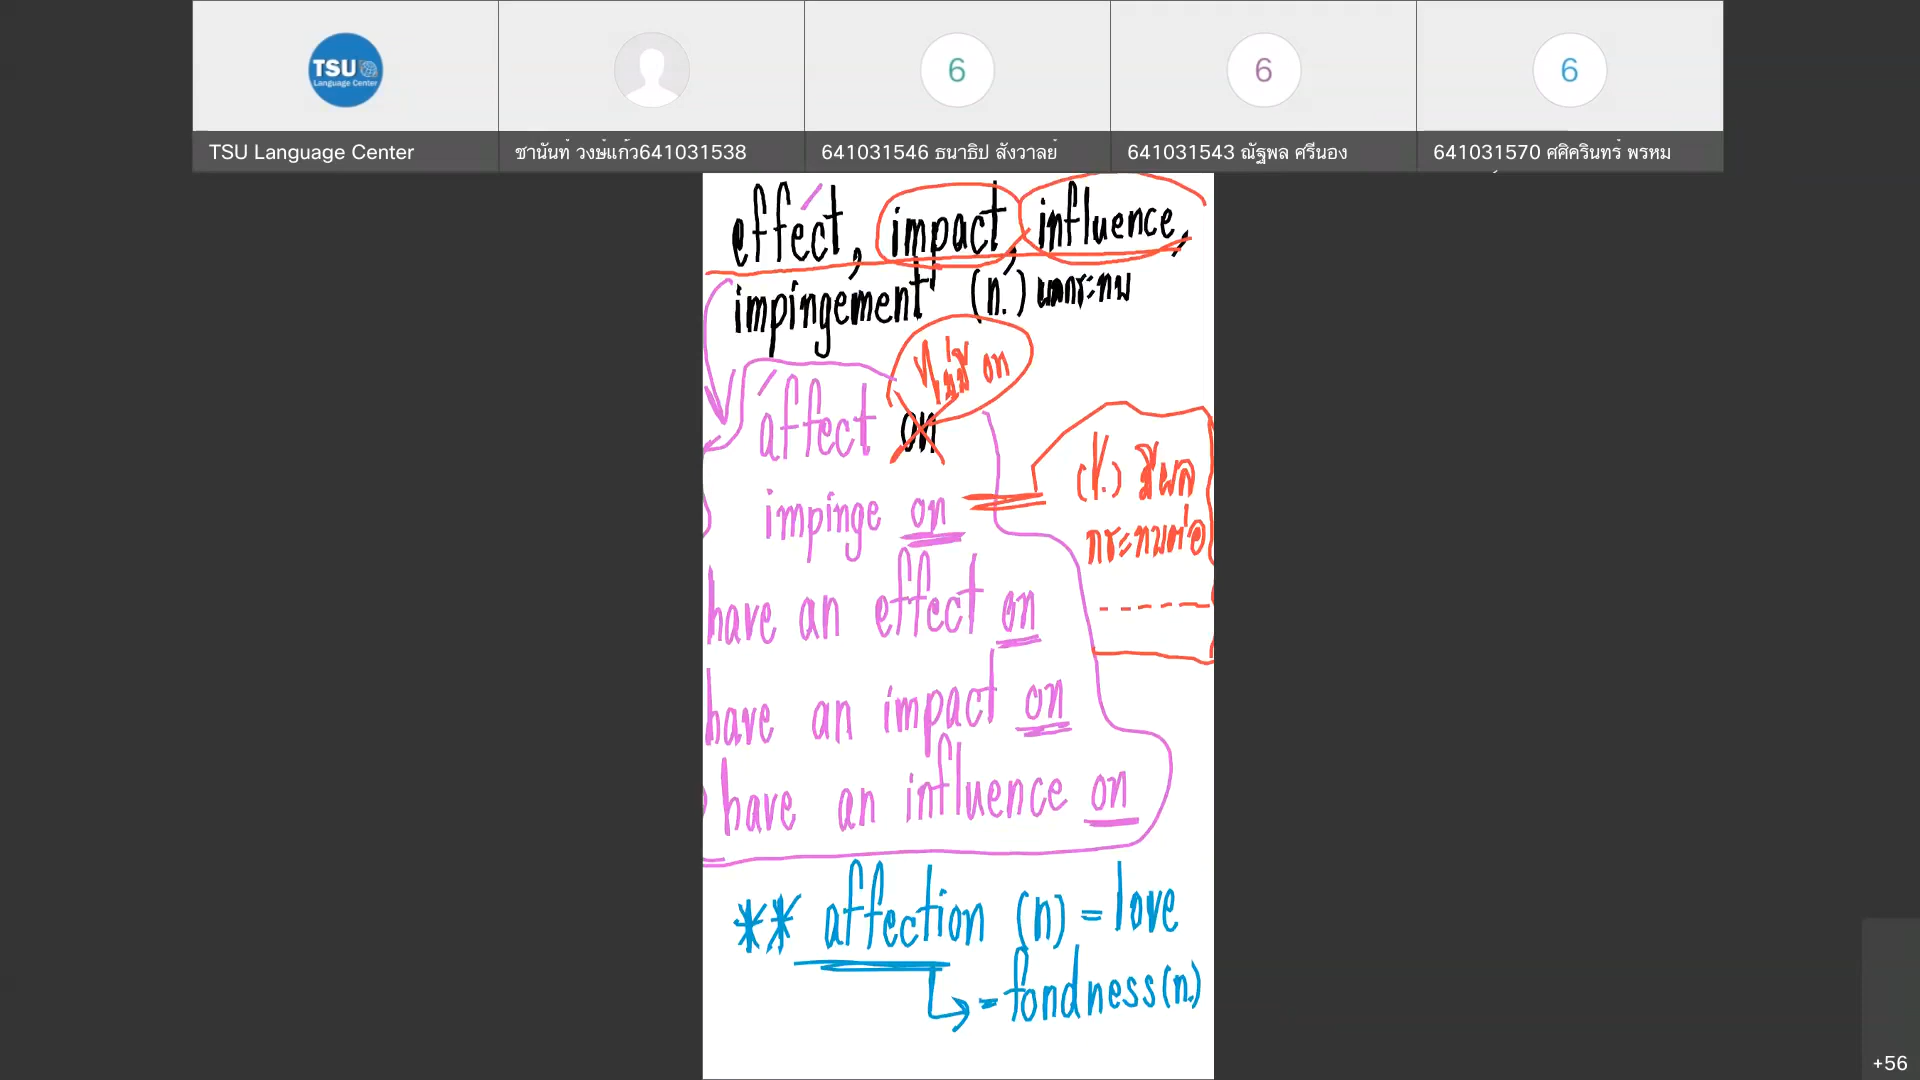 TSU
Language Center
6
6
6
TSU Language Center
ชานันท์ วงษ์แก้ว641031538
641031546 ธนาธิป สังวาลย์
641031543 ณัฐพล ศรีนอง
641031570 ศศิครินทร์ พรหม
effect, impact, influence,
impingement (n.) ผลกระทบ
ไม่มี on
affect on
impinge on
(V.) มีผล
กระทบต่อ
have an effect on
have an impact on
have an influence on
** affection (n) = love
= fondness (n.)
+56